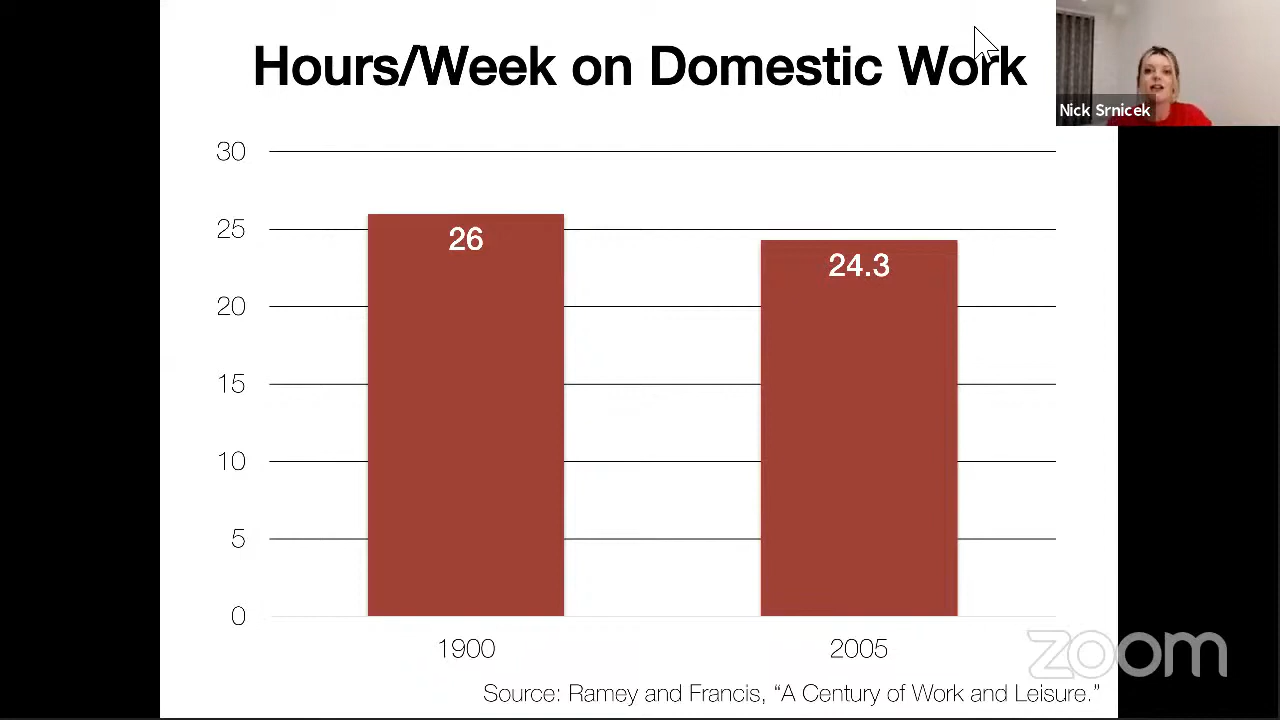 Hours/Week on Domestic Work
Nick Srnicek
30
25
20
15
10
5
0
26
24.3
1900
2005
zoom
Source: Ramey and Francis, “A Century of Work and Leisure.”